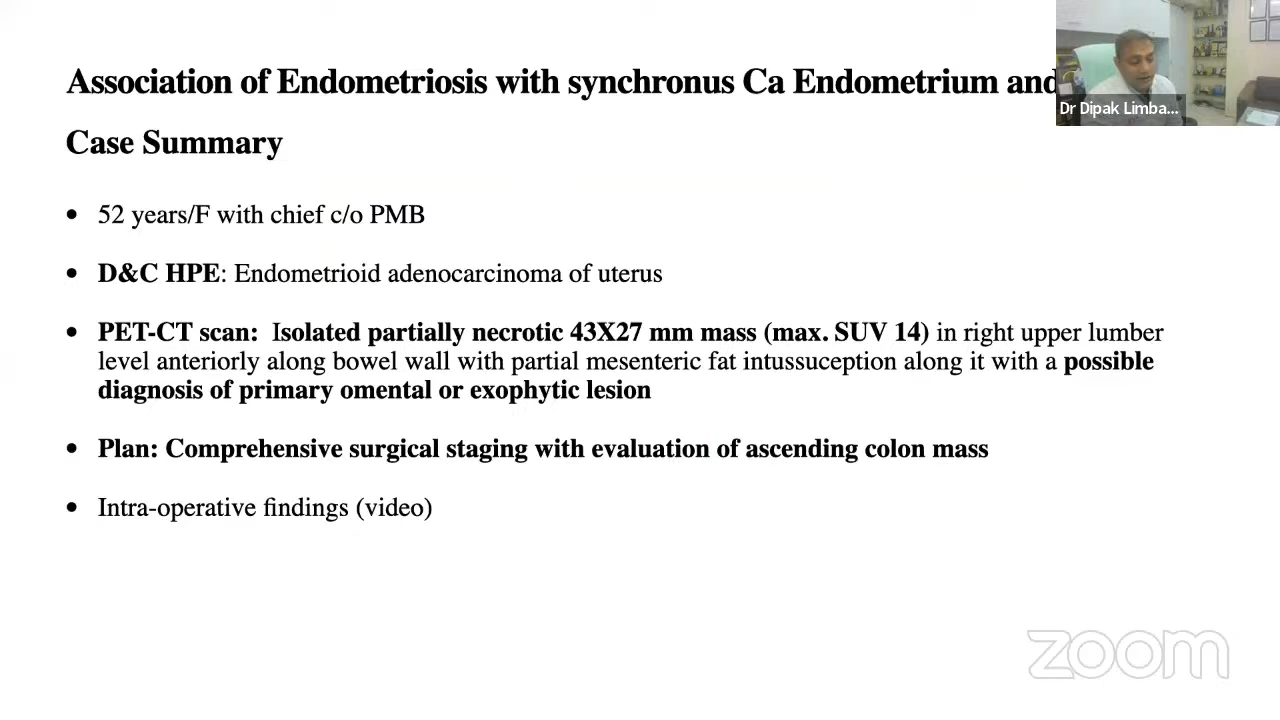 Association of Endometriosis with synchronus Ca Endometrium and
Case Summary
Dr Dipak Limba...
• 52 years/F with chief c/o PMB
• D&C HPE: Endometrioid adenocarcinoma of uterus
• PET-CT scan: Isolated partially necrotic 43X27 mm mass (max. SUV 14) in right upper lumber
level anteriorly along bowel wall with partial mesenteric fat intussuception along it with a possible
diagnosis of primary omental or exophytic lesion
• Plan: Comprehensive surgical staging with evaluation of ascending colon mass
• Intra-operative findings (video)
zoom